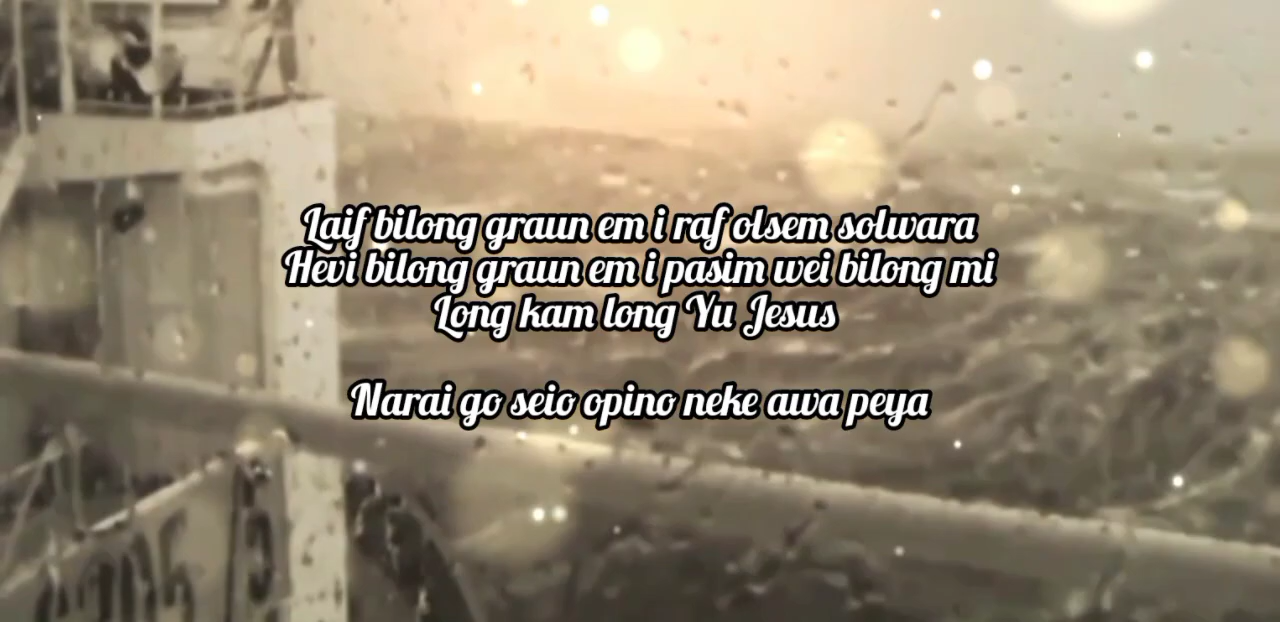 Laif bilong graun em i raf olsem solwara
Hevi bilong graun em i pasim wei bilong mi
Long kam long Yu Jesus
Narai go seio opino neke awa peya